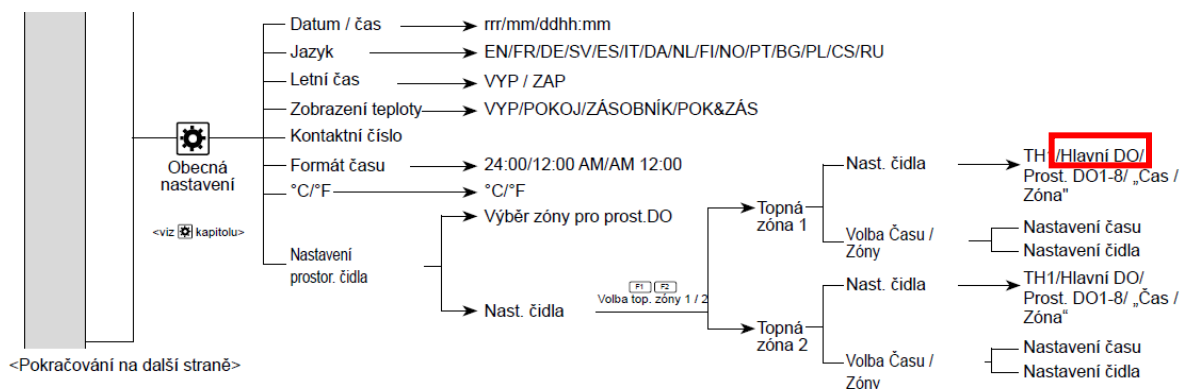 Datum / čas
rrr/mm/ddhh:mm
Jazyk
EN/FR/DE/SV/ES/IT/DA/NL/FI/NO/PT/BG/PL/CS/RU
Letní čas
VYP / ZAP
Zobrazení teploty
VYP/POKOJ/ZÁSOBNÍK/POK&ZÁS
Kontaktní číslo
Formát času
24:00/12:00 AM/AM 12:00
°C/°F
°C/°F
Obecná
nastavení
<viz kapitolu>
Nastavení
prostor. čidla
Výběr zóny pro prost.DO
Nast. čidla
F1 F2
Volba top. zóny 1 / 2
Topná
zóna 1
Nast. čidla
TH1/Hlavní DO/
Prost. DO1-8/ „Čas /
Zóna"
Volba Času /
Zóny
Nastavení času
Nastavení čidla
Topná
zóna 2
Nast. čidla
TH1/Hlavní DO/
Prost. DO1-8/ „Čas /
Zóna“
Volba Času /
Zóny
Nastavení času
Nastavení čidla
<Pokračování na další straně>